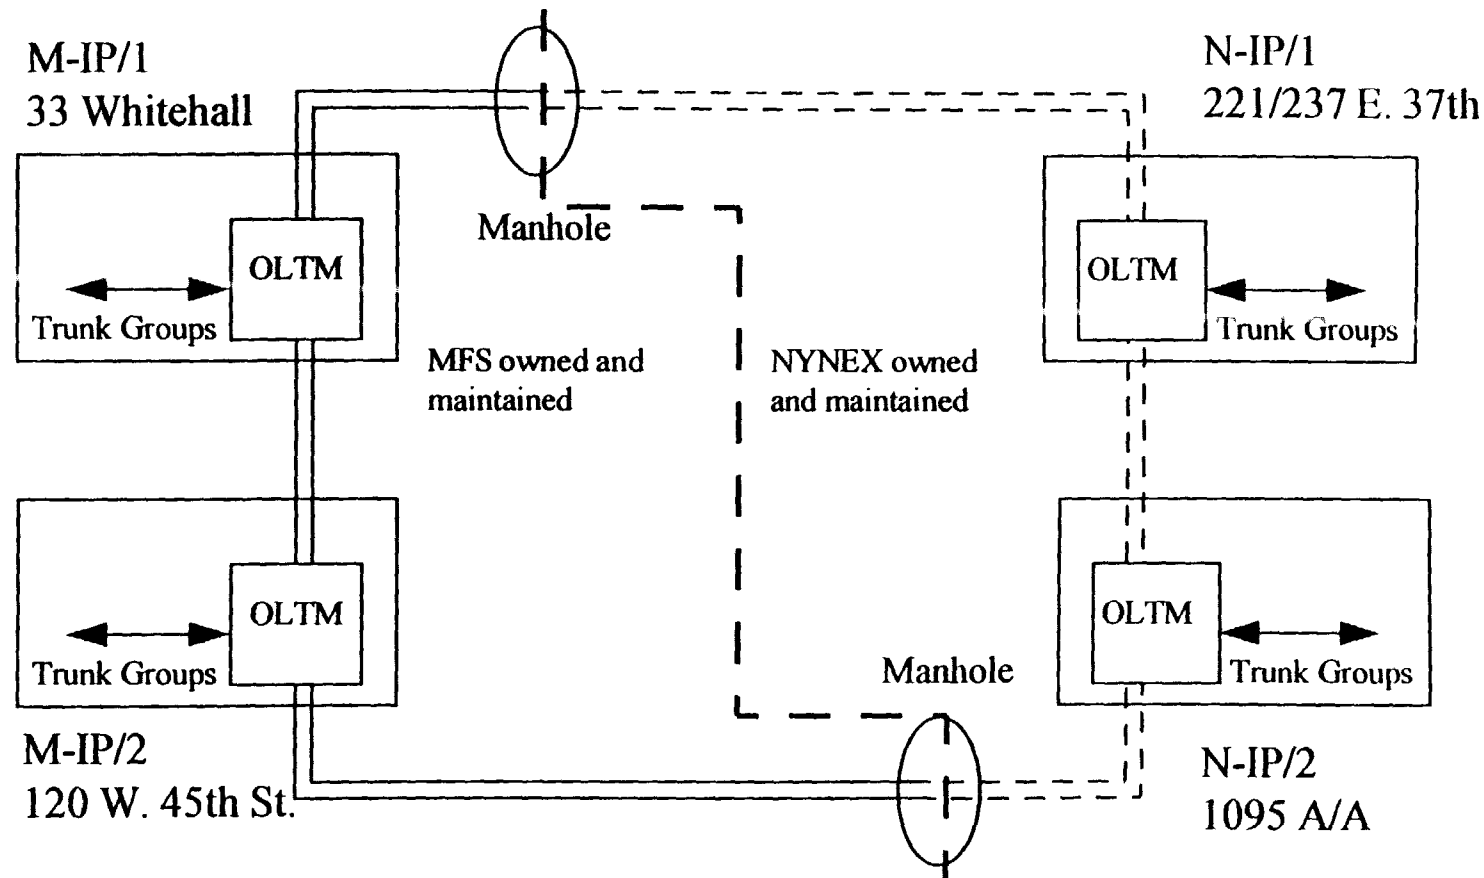 M-IP/1
33 Whitehall
N-IP/1
221/237 E. 37th
Manhole
OLTM
Trunk Groups
OLTM
Trunk Groups
MFS owned and
maintained
NYNEX owned
and maintained
OLTM
Trunk Groups
Manhole
OLTM
Trunk Groups
M-IP/2
120 W. 45th St.
N-IP/2
1095 A/A